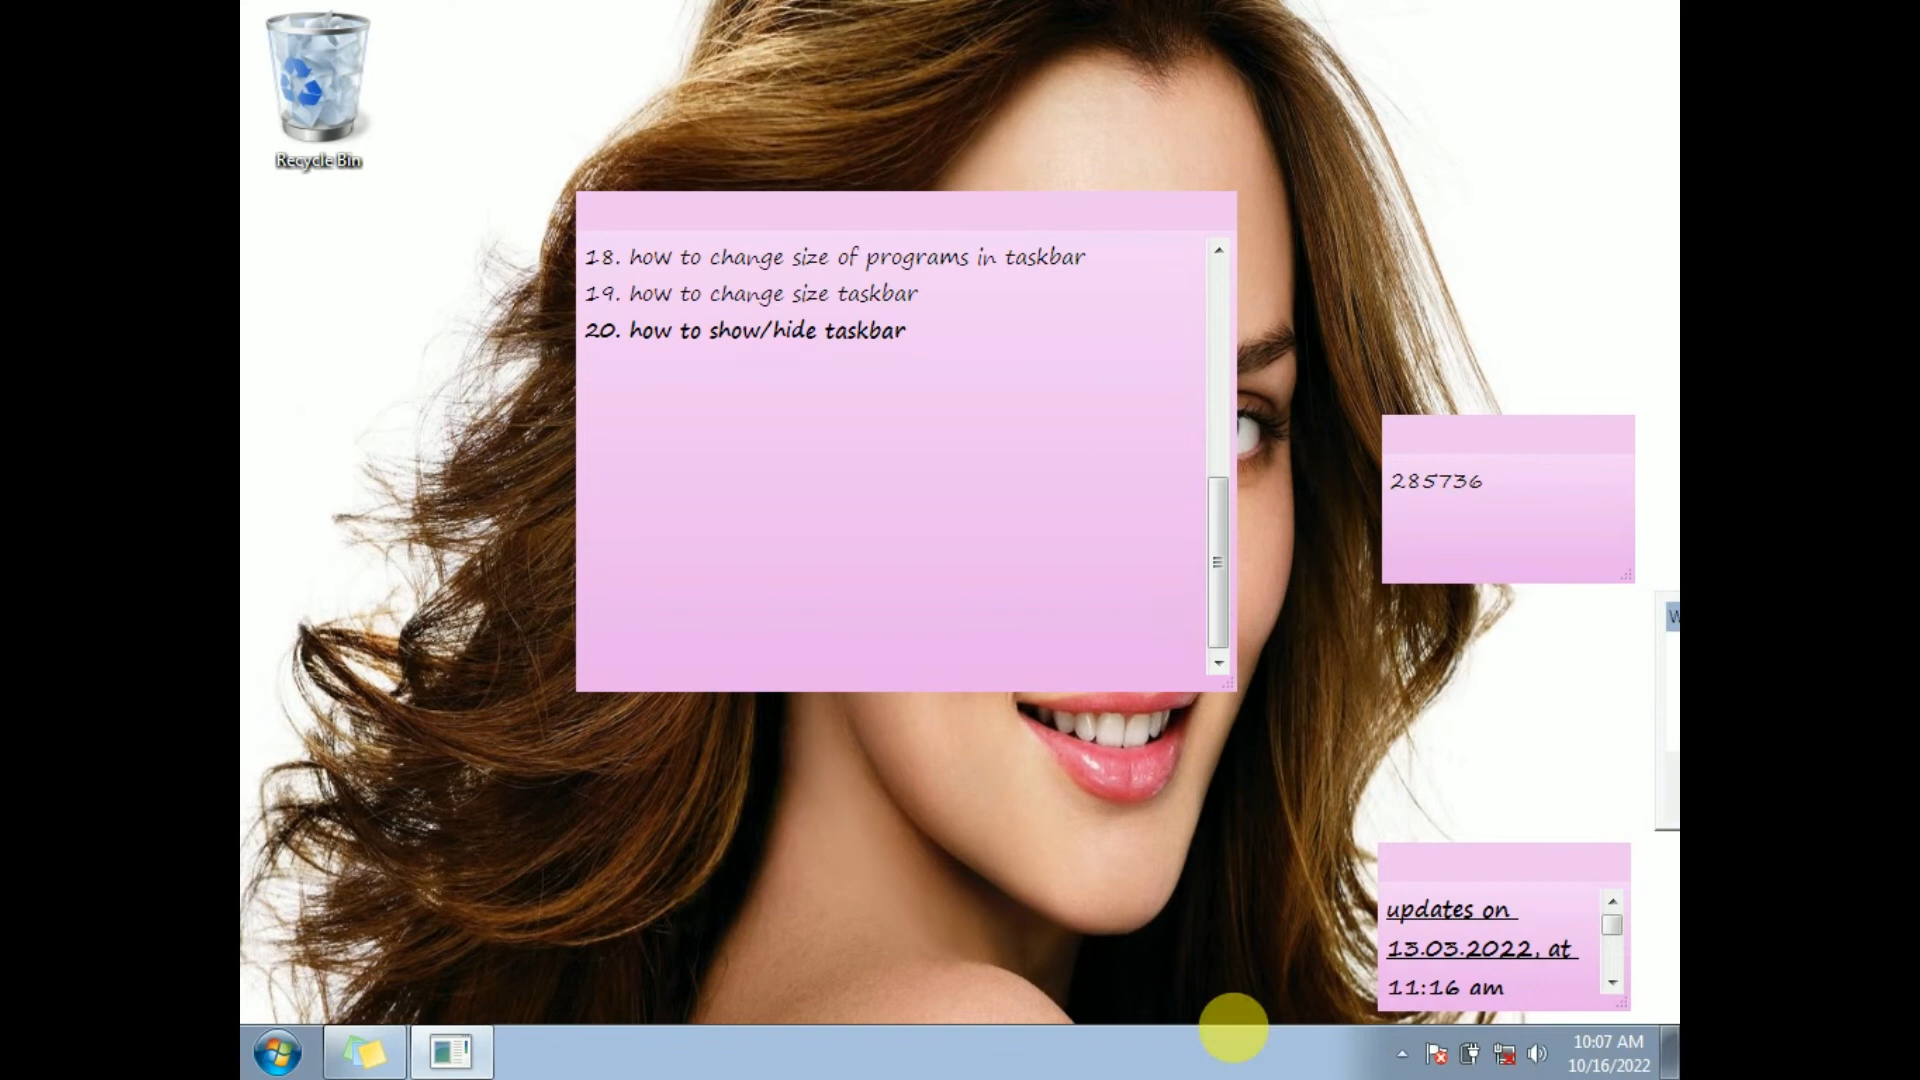 Recycle Bin
18. how to change size of programs in taskbar
19. how to change size taskbar
20. how to show/hide taskbar
285736
W
updates on
13.03.2022, at
11:16 am
10:07 AM
10/16/2022